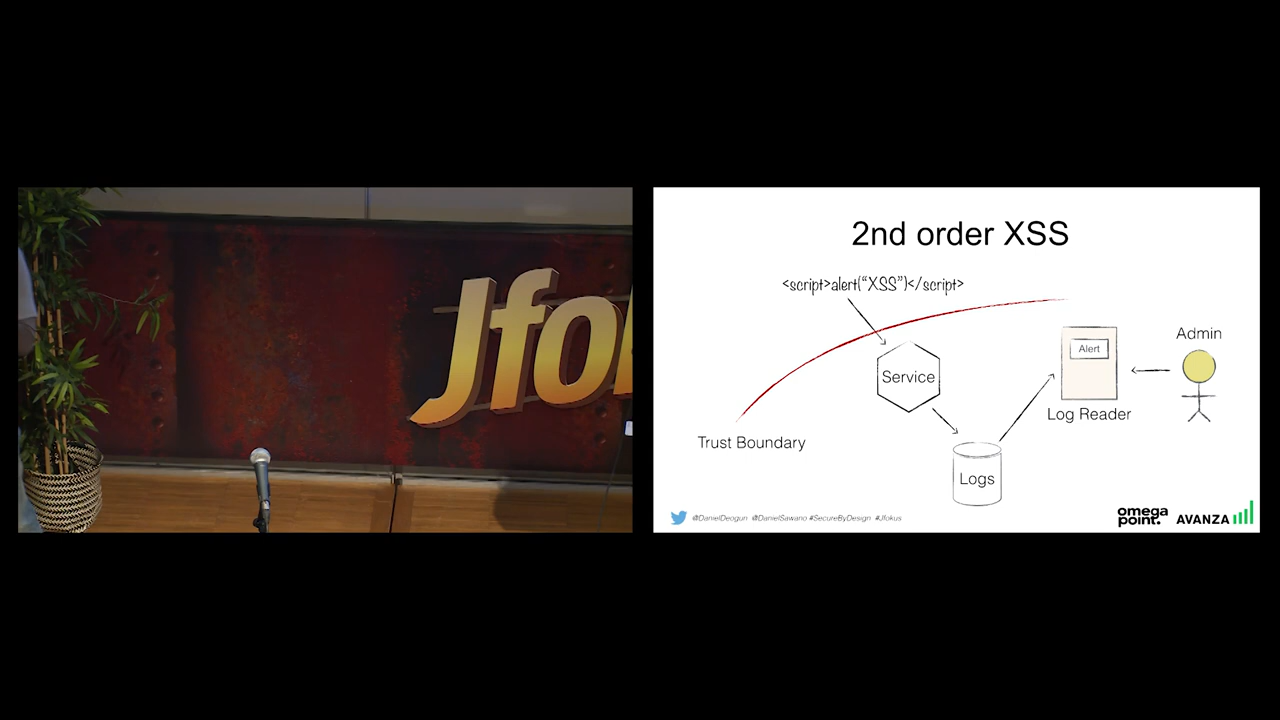 Jfo
2nd order XSS
<script>alert(“XSS”)</script>
Admin
Alert
Service
Log Reader
Trust Boundary
Logs
@DanielDeogun @DanielSawano #SecureByDesign #Jfokus
omega
point.
AVANZA